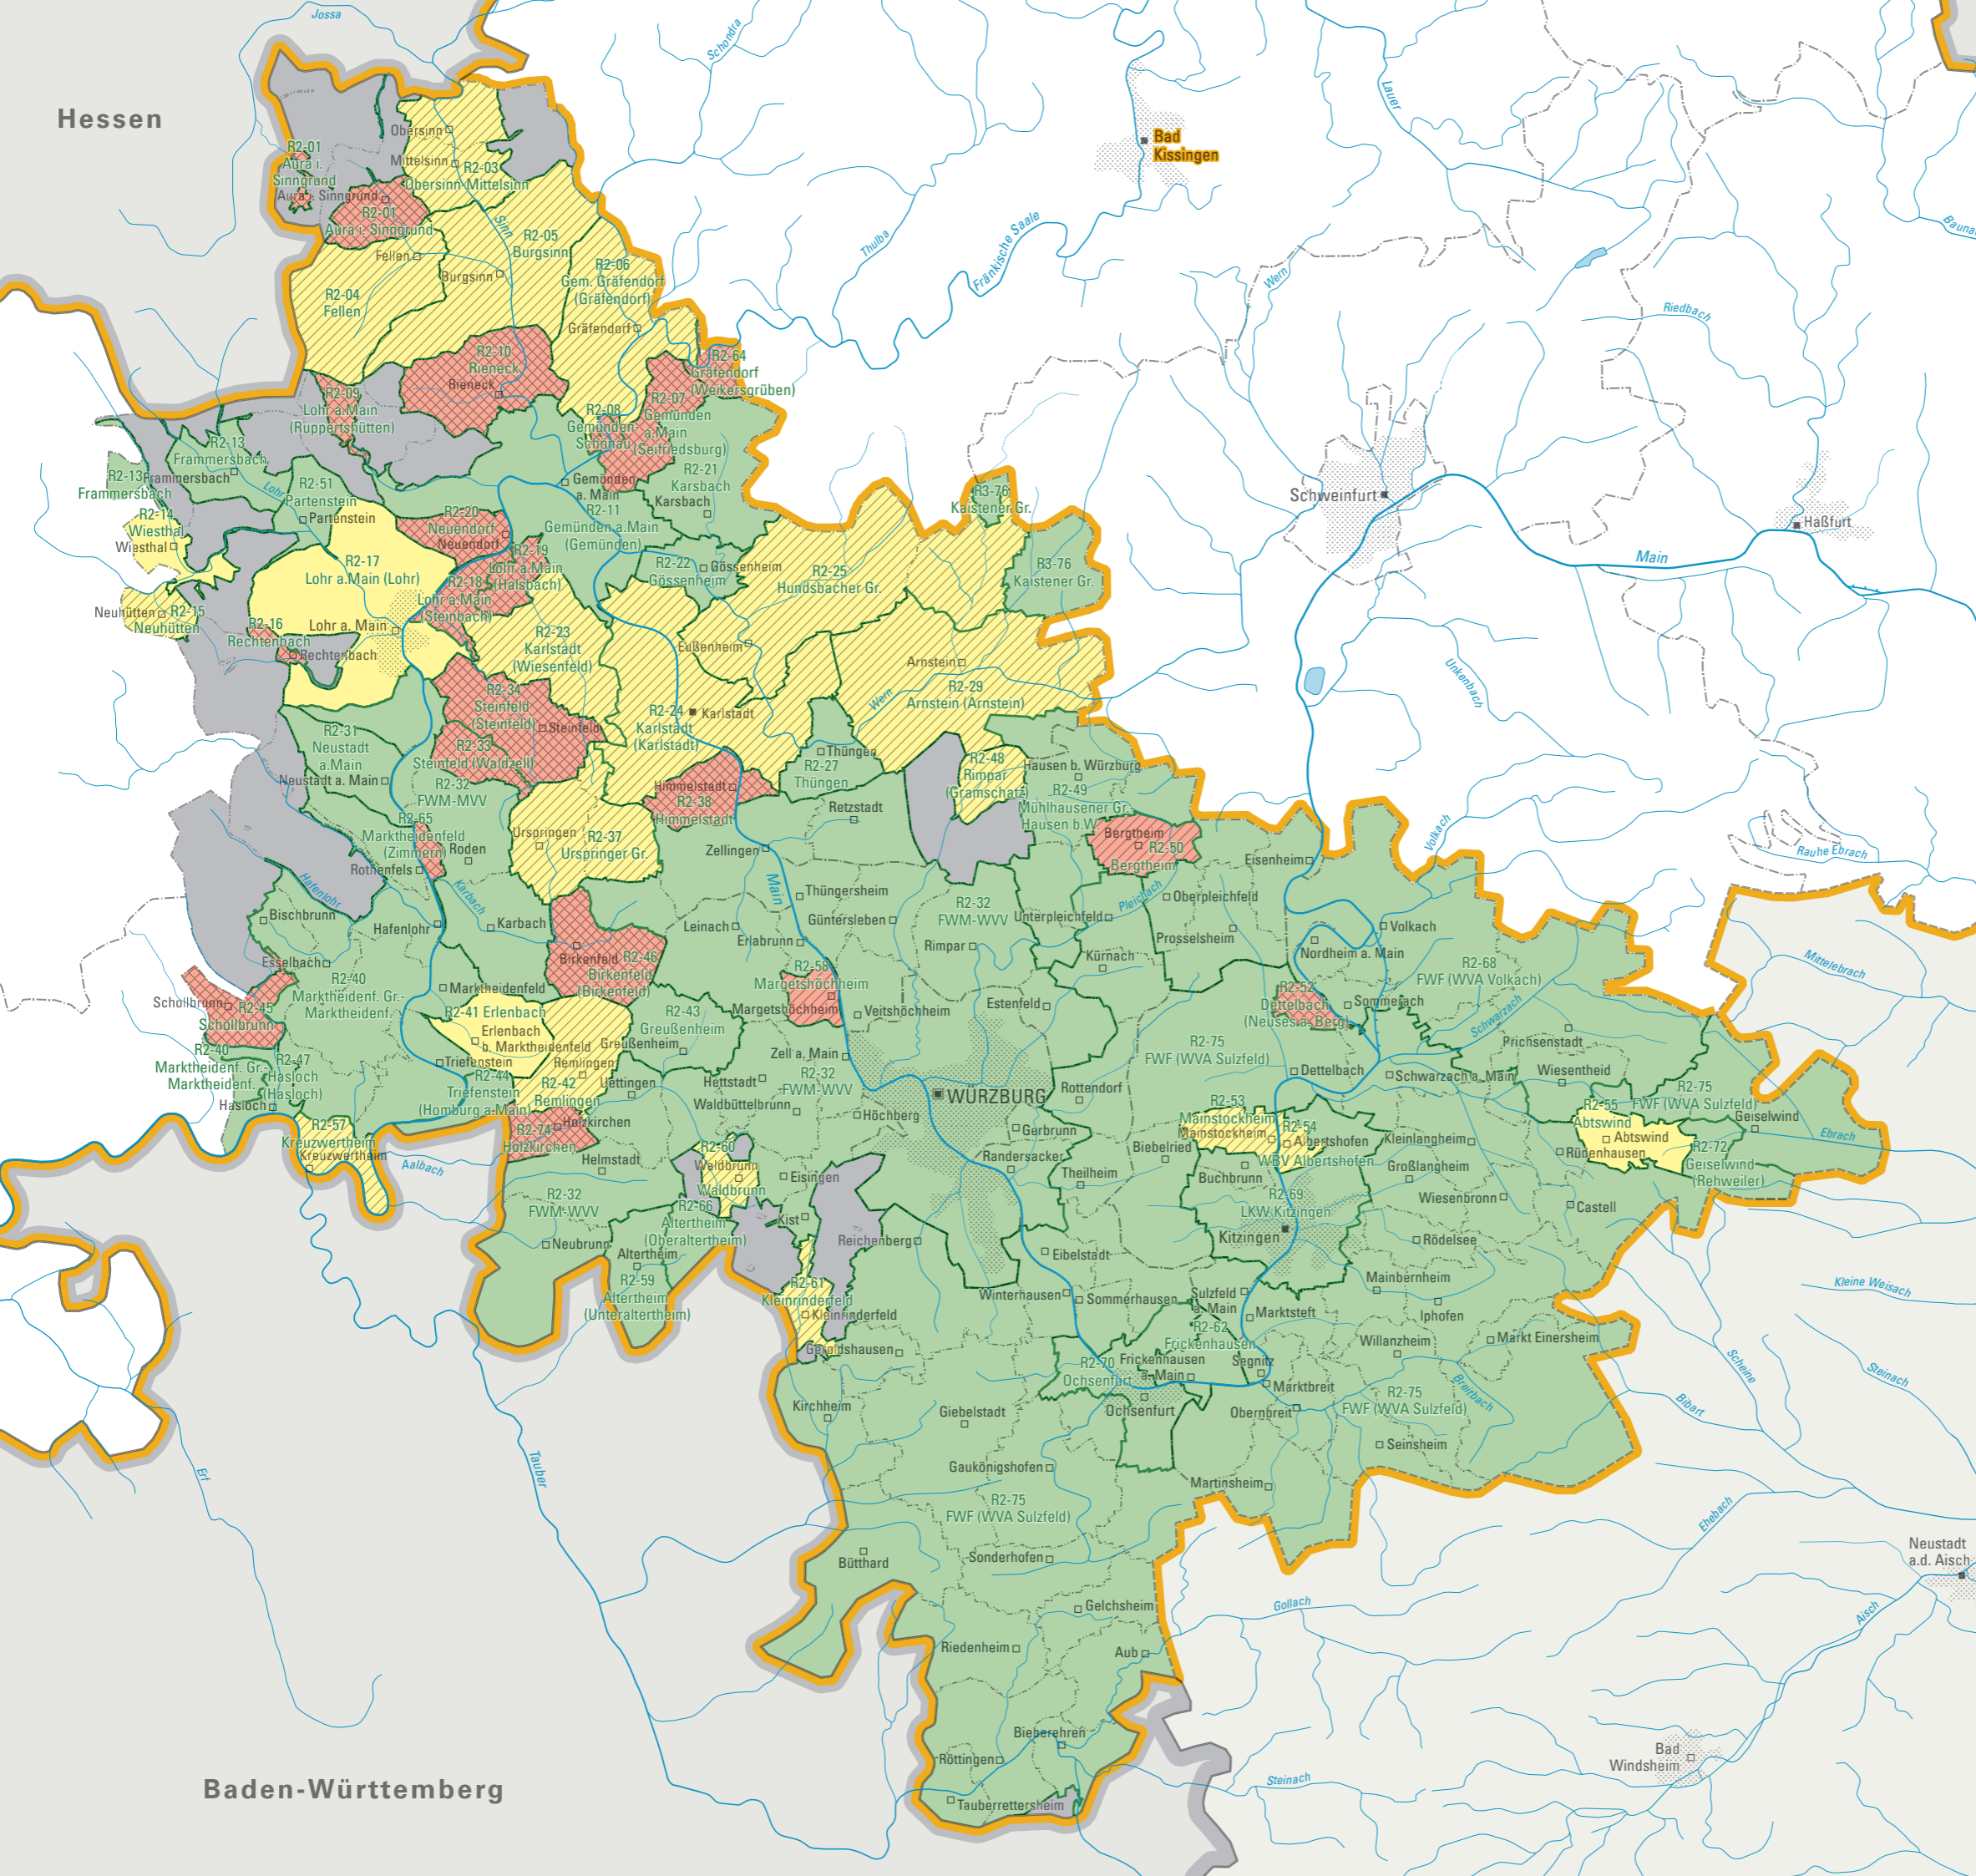 Jossa
Schondra
Lauer
Hessen
Bad
Kissingen
Obersinn
Mittelsinn
R2-03
Obersinn-Mittelsinn
R2-01
Aura i.
Sinngrund
Aura i. Sinngrund
R2-01
Aura i. Sinngrund
Sinn
R2-05
Burgsinn
Thulba
Fränkische Saale
Baunach
Fellen
Burgsinn
R2-06
Gem. Gräfendorf
(Gräfendorf)
Wern
R2-04
Fellen
Gräfendorf
Riedbach
R2-10
Rieneck
Rieneck
R2-64
Gräfendorf
(Weikersgrüben)
R2-09
Lohr a.Main
(Ruppertshütten)
R2-08
Gemünden-
Schönau
R2-07
Gemünden
a.Main
(Seifriedsburg)
R2-13
Frammersbach
R2-13
Frammersbach
Frammersbach
Lohr
R2-51
Partenstein
Partenstein
Gemünden
a. Main
R2-21
Karsbach
Karsbach
R2-11
Gemünden a.Main
(Gemünden)
R3-76
Kaistener Gr.
Schweinfurt
Haßfurt
Main
R2-14
Wiesthal
Wiesthal
R2-20
Neuendorf
Neuendorf
R2-17
Lohr a.Main (Lohr)
R2-19
Lohr a.Main
(Halsbach)
R2-18
Lohr a.Main
(Steinbach)
R2-22
Gössenheim
Gössenheim
R2-25
Hundsbacher Gr.
R3-76
Kaistener Gr.
Neuhütten
R2-15
Neuhütten
R2-16
Rechtenbach
Rechtenbach
Lohr a. Main
R2-23
Karlstadt
(Wiesenfeld)
Eußenheim
Arnstein
R2-29
Arnstein (Arnstein)
Wern
Unkenbach
R2-34
Steinfeld
(Steinfeld)
Steinfeld
R2-24
Karlstadt
(Karlstadt)
Karlstadt
R2-31
Neustadt
a.Main
Neustadt a. Main
R2-33
Steinfeld (Waldzell)
R2-32
FWM-MVV
Thüngen
R2-27
Thüngen
R2-48
Rimpar
(Gramschatz)
Hausen b. Würzburg
R2-49
Mühlhausener Gr.-
Hausen b.W.
Himmelstadt
R2-38
Himmelstadt
Retzstadt
R2-65
Marktheidenfeld
(Zimmern)
Roden
Rothenfels
Urspringen
R2-37
Urspringer Gr.
Zellingen
Main
Bergtheim
R2-50
Bergtheim
Eisenheim
Volkach
Rauhe Ebrach
Hafenlohr
Karbach
Thüngersheim
Güntersleben
R2-32
FWM-WVV
Pleichach
Oberpleichfeld
Unterpleichfeld
Bischbrunn
Hafenlohr
Karbach
Leinach
Erlabrunn
Rimpar
Kürnach
Prosselsheim
Volkach
Nordheim a. Main
R2-68
FWF (WVA Volkach)
Mittelebrach
Esselbach
Birkenfeld
R2-46
Birkenfeld
(Birkenfeld)
R2-58
Margetshöchheim
Margetshöchheim
Veitshöchheim
Estenfeld
R2-40
Marktheidenf. Gr.-
Marktheidenf.
Marktheidenfeld
R2-52
Dettelbach
(Neuses a. Berg)
Sommerach
Schwarzach
Schollbrunn
R2-45
Schollbrunn
R2-41 Erlenbach
Erlenbach
b. Marktheidenfeld
R2-43
Greußenheim
Greußenheim
Zell a. Main
R2-75
FWF (WVA Sulzfeld)
Prichsenstadt
R2-40
Marktheidenf. Gr.-
Marktheidenf.
R2-47
Hasloch
(Hasloch)
Hasloch
Triefenstein
R2-44
Triefenstein
(Homburg a.Main)
Remlingen
R2-42
Remlingen
Uettingen
Hettstadt
R2-32
FWM-WVV
Waldbüttelbrunn
WÜRZBURG
Rottendorf
Dettelbach
Schwarzach a. Main
Wiesentheid
R2-75
FWF (WVA Sulzfeld)
R2-57
Kreuzwertheim
Kreuzwertheim
R2-74
Holzkirchen
Holzkirchen
Höchberg
Gerbrunn
R2-53
Mainstockheim
Mainstockheim
R2-54
Albertshofen
WBV Albertshofen
Kleinlangheim
R2-55
Abtswind
Abtswind
Geiselwind
Ebrach
Aalbach
Helmstadt
R2-60
Waldbrunn
Waldbrunn
Eisingen
Randersacker
Theilheim
Biebelried
Buchbrunn
Großlangheim
Rüdenhausen
R2-72
Geiselwind
(Rehweiler)
R2-32
FWM-WVV
R2-66
Altertheim
(Oberaltertheim)
Kist
R2-69
LKW Kitzingen
Kitzingen
Wiesenbronn
Castell
Neubrunn
Altertheim
R2-59
Altertheim
(Unteraltertheim)
Reichenberg
Eibelstadt
Rödelsee
R2-61
Kleinrinderfeld
Kleinrinderfeld
Winterhausen
Sommerhausen
Sulzfeld
a. Main
Marktsteft
Mainbernheim
Iphofen
Kleine Weisach
Geroldshausen
R2-62
Frickenhausen
Frickenhausen
a. Main
Segnitz
Willanzheim
Markt Einersheim
Scheine
Steinach
R2-70
Ochsenfurt
Ochsenfurt
Marktbreit
R2-75
FWF (WVA Sulzfeld)
Breitbach
Bibart
Kirchheim
Giebelstadt
Obernbreit
Seinsheim
Erf
Tauber
Gaukönigshofen
Martinsheim
R2-75
FWF (WVA Sulzfeld)
Ehebach
Bütthard
Sonderhofen
Neustadt
a.d. Aisch
Gelchsheim
Gollach
Aisch
Riedenheim
Aub
Bieberehren
Röttingen
Bad
Windsheim
Baden-Württemberg
Steinach
Tauberrettersheim